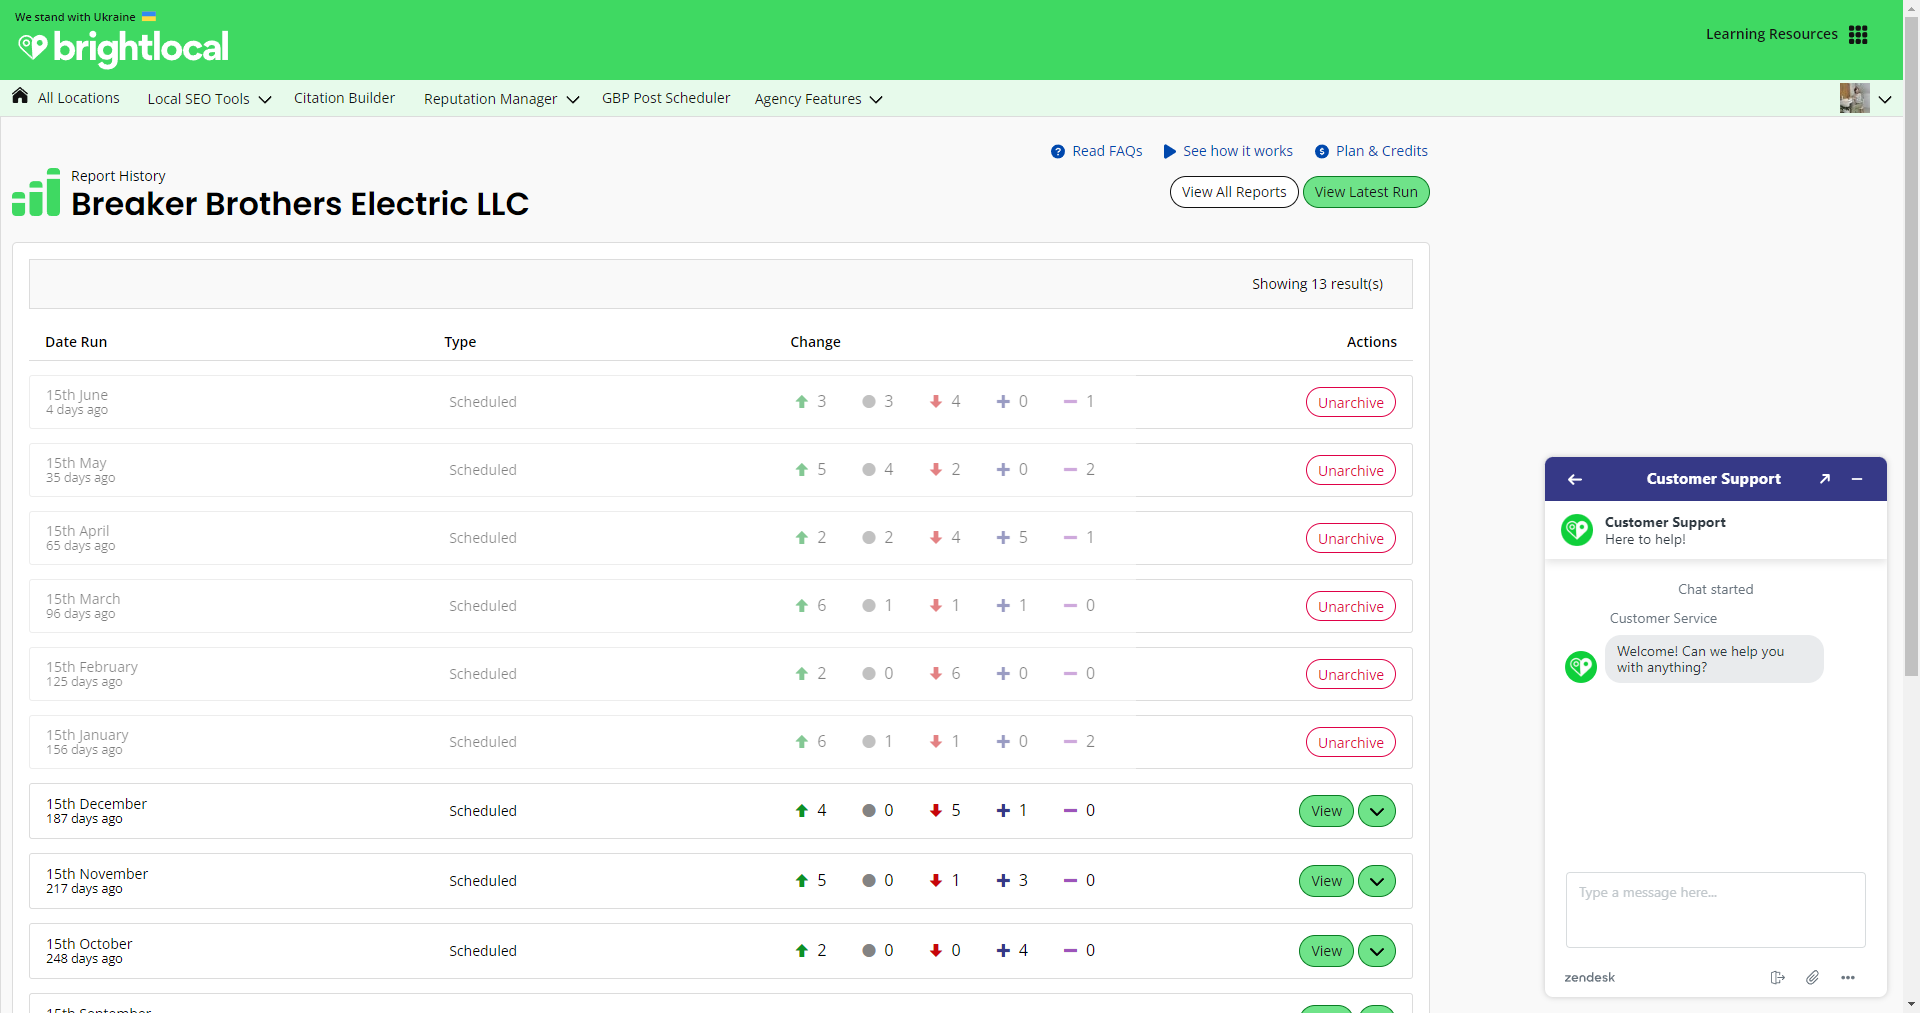 We stand with Ukraine
brightlocal
Learning Resources
All Locations
Local SEO Tools
Citation Builder
Reputation Manager
GBP Post Scheduler
Agency Features
Read FAQs
See how it works
Plan & Credits
Report History
Breaker Brothers Electric LLC
View All Reports
View Latest Run
Showing 13 result(s)
Date Run Type Change Actions
15th June
4 days ago
Scheduled 3 3 4 0 1 Unarchive
15th May
35 days ago
Scheduled 5 4 2 0 2 Unarchive
15th April
65 days ago
Scheduled 2 2 4 5 1 Unarchive
15th March
96 days ago
Scheduled 6 1 1 1 0 Unarchive
15th February
125 days ago
Scheduled 2 0 6 0 0 Unarchive
15th January
156 days ago
Scheduled 6 1 1 0 2 Unarchive
15th December
187 days ago
Scheduled 4 0 5 1 0 View
15th November
217 days ago
Scheduled 5 0 1 3 0 View
15th October
248 days ago
Scheduled 2 0 0 4 0 View
15th September
Customer Support
Customer Support
Here to help!
Chat started
Customer Service
Welcome! Can we help you
with anything?
Type a message here...
zendesk